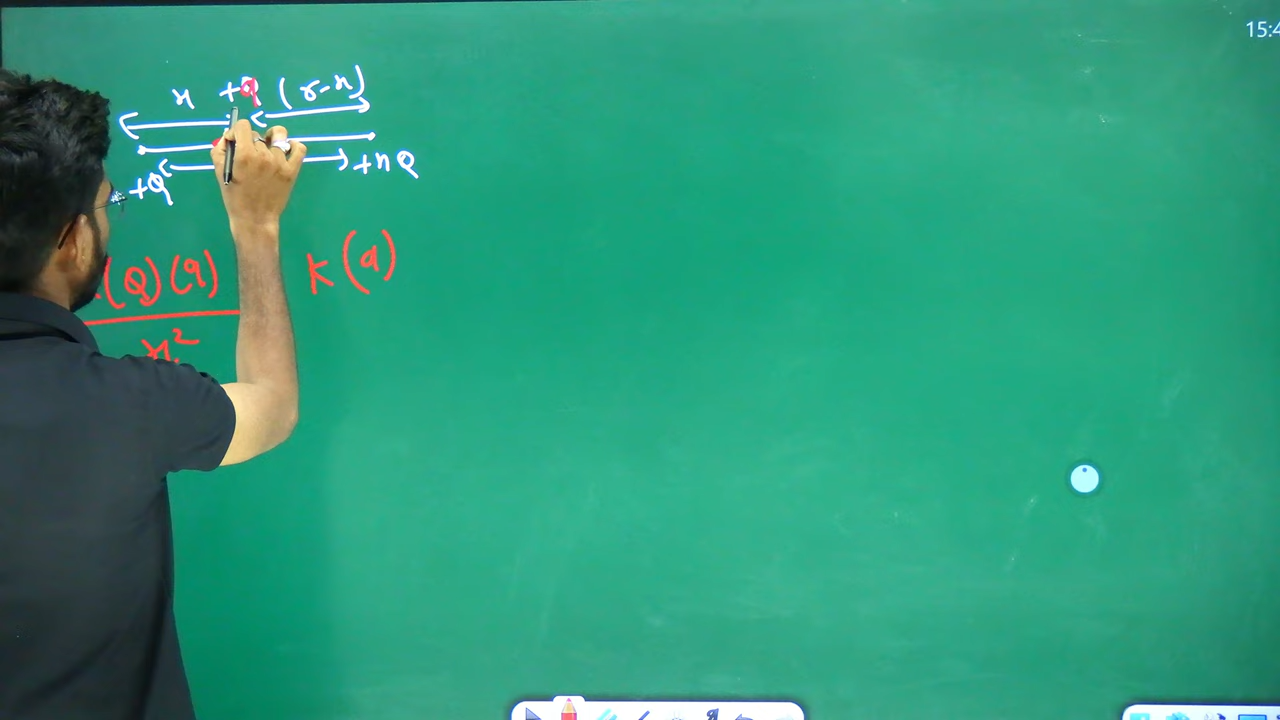 15:4
x +q (r-x)
+Q +nQ
(Q)(q) K(q)
x²